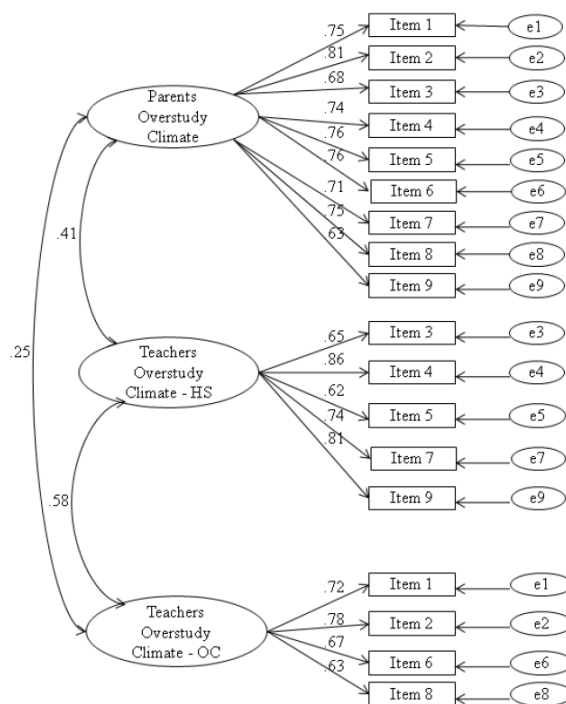 .75 Item 1 e1
.81 Item 2 e2
.68 Item 3 e3
Parents
Overstudy
Climate
.74 Item 4 e4
.76 Item 5 e5
.76 Item 6 e6
.71 Item 7 e7
.75 Item 8 e8
.63 Item 9 e9
.41
.25
.65 Item 3 e3
.86 Item 4 e4
Teachers
Overstudy
Climate - HS
.62 Item 5 e5
.74 Item 7 e7
.81 Item 9 e9
.58
.72 Item 1 e1
.78 Item 2 e2
Teachers
Overstudy
Climate - OC
.67 Item 6 e6
.63 Item 8 e8